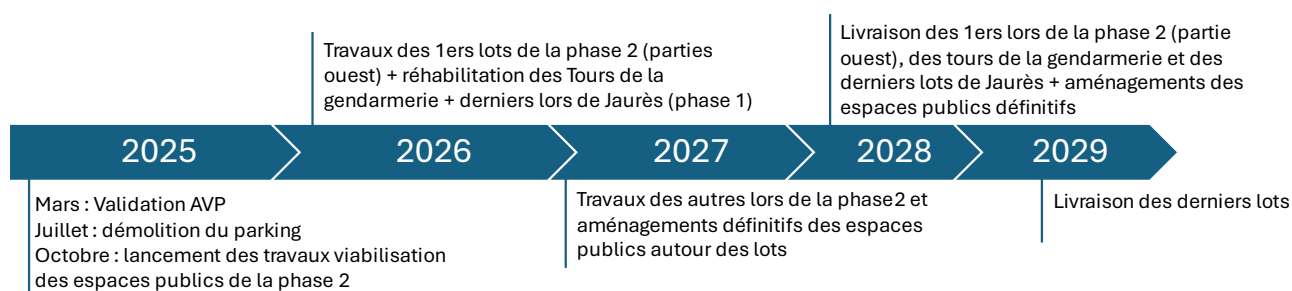 Travaux des 1ers lots de la phase 2 (parties
ouest) + réhabilitation des Tours de la
gendarmerie + derniers lors de Jaurès (phase 1)
Livraison des 1ers lors de la phase 2 (partie
ouest), des tours de la gendarmerie et des
derniers lots de Jaurès + aménagements des
espaces publics définitifs
2025
2026
2027
2028
2029
Mars : Validation AVP
Juillet : démolition du parking
Octobre : lancement des travaux viabilisation
des espaces publics de la phase 2
Travaux des autres lors de la phase2 et
aménagements définitifs des espaces
publics autour des lots
Livraison des derniers lots